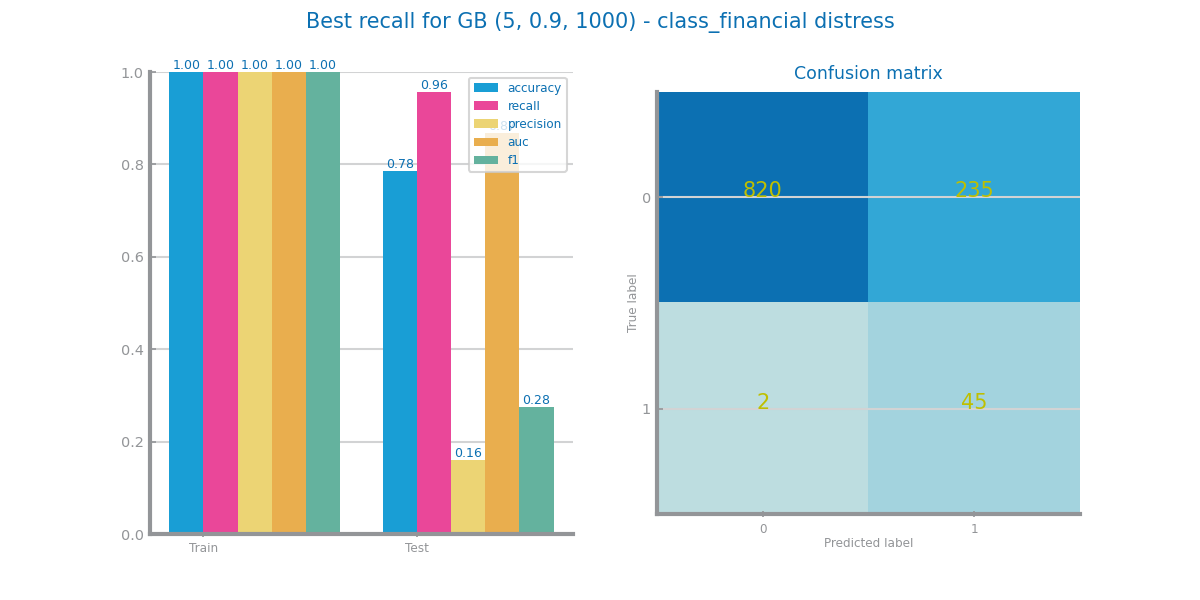 Best recall for GB (5, 0.9, 1000) - class_financial distress
1.00 1.00 1.00 1.00 1.00
0.78
0.96
0.16
0.28
1.0
0.8
0.6
0.4
0.2
0.0
Train
Test
accuracy
recall
precision
auc
f1
Confusion matrix
820
235
2
45
0
1
True label
0
1
Predicted label